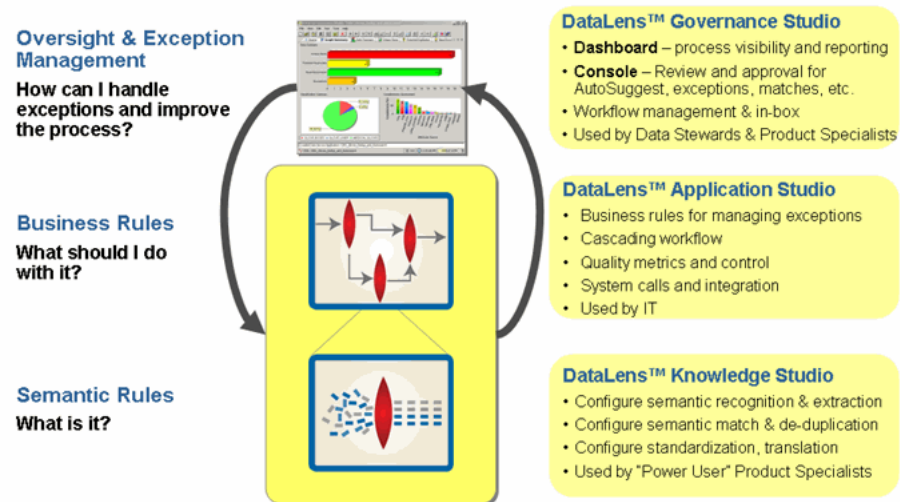 Oversight & Exception
Management
How can I handle
exceptions and improve
the process?
DataLens™ Governance Studio
• Dashboard – process visibility and reporting
• Console – Review and approval for
AutoSuggest, exceptions, matches, etc.
• Workflow management & in-box
• Used by Data Stewards & Product Specialists
Business Rules
What should I do
with it?
DataLens™ Application Studio
• Business rules for managing exceptions
• Cascading workflow
• Quality metrics and control
• System calls and integration
• Used by IT
Semantic Rules
What is it?
DataLens™ Knowledge Studio
• Configure semantic recognition & extraction
• Configure semantic match & de-duplication
• Configure standardization, translation
• Used by "Power User" Product Specialists